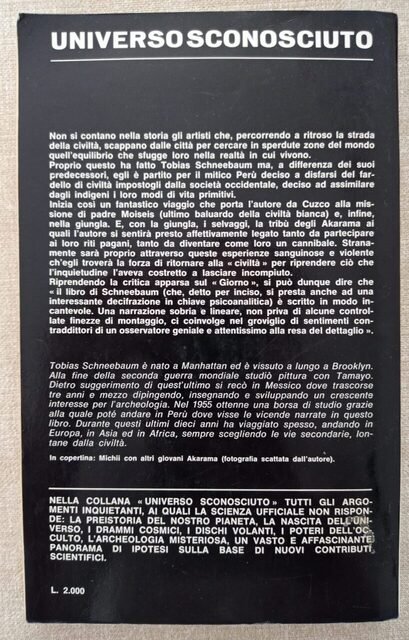 UNIVERSO SCONOSCIUTO
Non si contano nella storia gli artisti che, percorrendo a ritroso la strada
della civiltà, scappano dalle città per cercare in sperdute zone del mondo
quell'equilibrio che sfugge loro nella realtà in cui vivono.
Proprio questo ha fatto Tobias Schneebaum ma, a differenza dei suoi
predecessori, egli è partito per il mitico Perù deciso a disfarsi del far-
dello di civiltà impostogli dalla società occidentale, deciso ad assimilare
dagli indigeni i loro modi di vita primitivi.
Inizia così un fantastico viaggio che porta l'autore da Cuzco alla mis-
sione di padre Moiseis (ultimo baluardo della civiltà bianca) e, infine,
nella giungla. E, con la giungla, i selvaggi, la tribù degli Akarama ai
quali l'autore si sentirà presto affettivamente legato tanto da partecipare
ai loro riti pagani, tanto da diventare come loro un cannibale. Strana-
mente sarà proprio attraverso queste esperienze sanguinose e violente
ch'egli troverà la forza di ritornare alla « civiltà » per riprendere ciò che
l'inquietudine l'aveva costretto a lasciare incompiuto.
Riprendendo la critica apparsa sul « Giorno », si può dunque dire che
« il libro di Schneebaum (che, detto per inciso, si presta anche ad una
interessante decifrazione in chiave psicoanalitica) è scritto in modo in-
cantevole. Una narrazione sobria e lineare, non priva di alcune control-
late finezze di montaggio, ci coinvolge nel groviglio di sentimenti con-
traddittori di un osservatore geniale e attentissimo alla resa del dettaglio ».
Tobias Schneebaum è nato a Manhattan ed è vissuto a lungo a Brooklyn.
Alla fine della seconda guerra mondiale studiò pittura con Tamayo.
Dietro suggerimento di quest'ultimo si recò in Messico dove trascorse
tre anni e mezzo dipingendo, insegnando e sviluppando un crescente
interesse per l'archeologia. Nel 1955 ottenne una borsa di studio grazie
alla quale poté andare in Perù dove visse le vicende narrate in questo
libro. Durante questi ultimi dieci anni ha viaggiato spesso, andando in
Europa, in Asia ed in Africa, sempre scegliendo le vie secondarie, lon-
tane dalla civiltà.
In copertina: Michii con altri giovani Akarama (fotografia scattata dall'autore).
NELLA COLLANA « UNIVERSO SCONOSCIUTO » TUTTI GLI ARGO-
MENTI INQUIETANTI, AI QUALI LA SCIENZA UFFICIALE NON RISPON-
DE: LA PREISTORIA DEL NOSTRO PIANETA, LA NASCITA DELL'UNI-
VERSO, I DRAMMI COSMICI, I DISCHI VOLANTI, I POTERI DELL'OC-
CULTO, L'ARCHEOLOGIA MISTERIOSA, UN VASTO E AFFASCINANTE
PANORAMA DI IPOTESI SULLA BASE DI NUOVI CONTRIBUTI
SCIENTIFICI.
L. 2.000